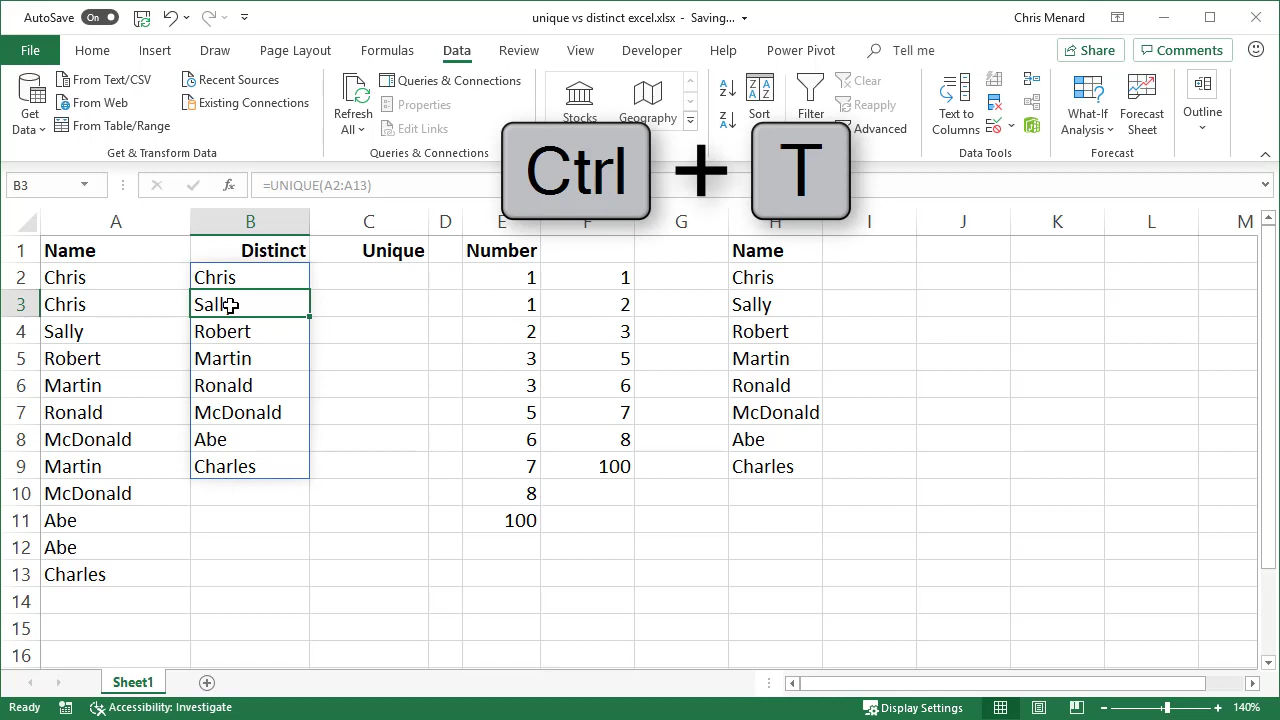 AutoSave On unique vs distinct excel.xlsx - Saving... Chris Menard
File Home Insert Draw Page Layout Formulas Data Review View Developer Help Power Pivot Tell me Share Comments
Get Data
From Text/CSV
From Web
From Table/Range
Recent Sources
Existing Connections
Get & Transform Data
Refresh All
Queries & Connections
Properties
Edit Links
Queries & Connections
Stocks Geography
Sort
Filter
Clear
Reapply
Advanced
Text to Columns
Data Tools
What-If Analysis
Forecast Sheet
Forecast
Outline
Ctrl + T
B3 fx =UNIQUE(A2:A13)
A B C D E F G H I J K L M
1 Name Distinct Unique Number Name
2 Chris Chris 1 1 Chris
3 Chris Sally 1 2 Sally
4 Sally Robert 2 3 Robert
5 Robert Martin 3 5 Martin
6 Martin Ronald 3 6 Ronald
7 Ronald McDonald 5 7 McDonald
8 McDonald Abe 6 8 Abe
9 Martin Charles 7 100 Charles
10 McDonald 8
11 Abe 100
12 Abe
13 Charles
14
15
16
Sheet1
Ready Accessibility: Investigate Display Settings 140%